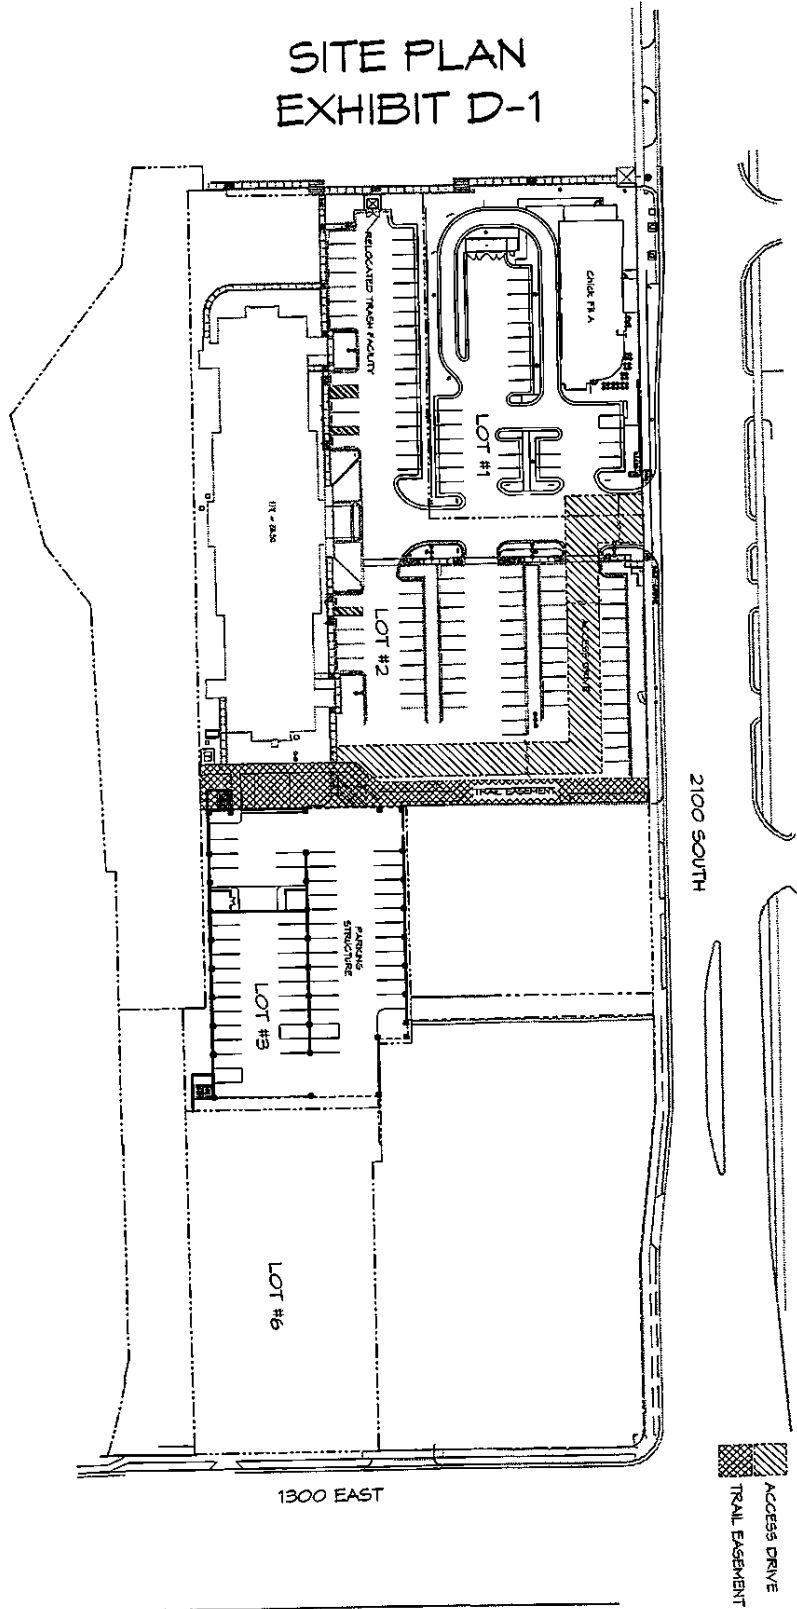 SITE PLAN
EXHIBIT D-1
RELOCATED TRASH FACILITY
Chick Fil A
LOT #1
LOT #2
ACCESS DRIVE
TRAIL EASEMENT
2100 SOUTH
PARKING
STRUCTURE
LOT #3
LOT #6
1300 EAST
ACCESS DRIVE
TRAIL EASEMENT